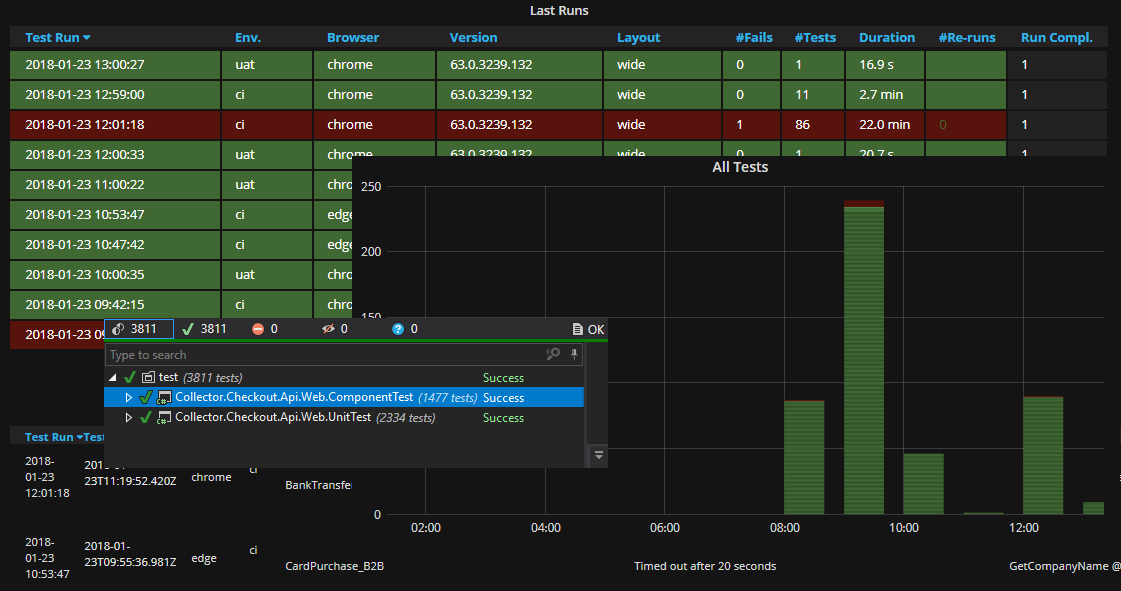 Last Runs
Test Run Env. Browser Version Layout #Fails #Tests Duration #Re-runs Run Compl.
2018-01-23 13:00:27 uat chrome 63.0.3239.132 wide 0 1 16.9 s 1
2018-01-23 12:59:00 ci chrome 63.0.3239.132 wide 0 11 2.7 min 1
2018-01-23 12:01:18 ci chrome 63.0.3239.132 wide 1 86 22.0 min 0 1
2018-01-23 12:00:33 uat chrome 63.0.3239.132 wide 0 1 20.7 s 1
All Tests
2018-01-23 11:00:22 uat chro
250
2018-01-23 10:53:47 ci edge
2018-01-23 10:47:42 ci edge
200
2018-01-23 10:00:35 uat chro
2018-01-23 09:42:15 ci chro
150
2018-01-23 09
3811 3811 0 0 0 OK
Type to search
test (3811 tests) Success
Collector.Checkout.Api.Web.ComponentTest (1477 tests) Success
Collector.Checkout.Api.Web.UnitTest (2334 tests) Success
0
02:00 04:00 06:00 08:00 10:00 12:00
Test Run Test
2018-01-23 12:01:18 23T11:19:52.420Z chrome ci BankTransfe
2018-01-23 10:53:47 2018-01-23T09:55:36.981Z edge ci CardPurchase_B2B Timed out after 20 seconds GetCompanyName @